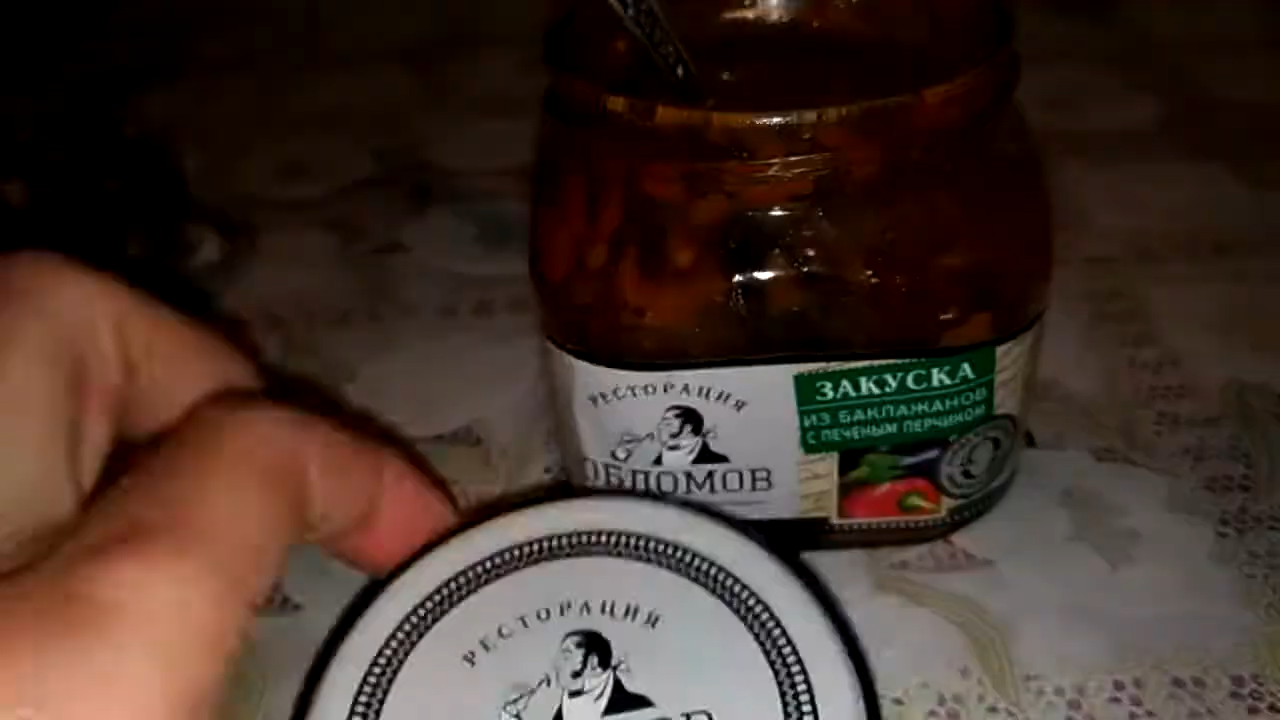 РЕСТОРАЦИЯ
ОБЛОМОВ
ЗАКУСКА
ИЗ БАКЛАЖАНОВ
С ПЕЧЕНЫМ ПЕРЧИКОМ
РЕСТОРАЦИЯ